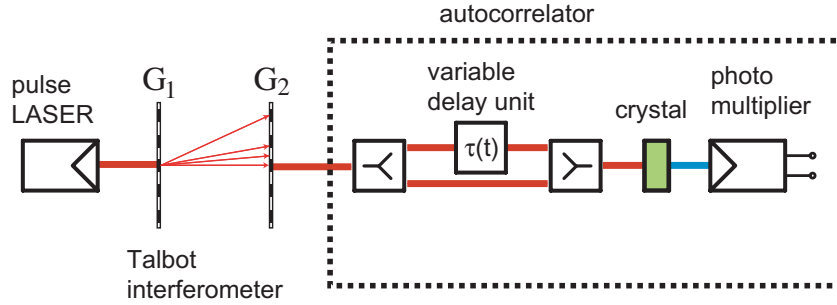 autocorrelator
pulse
LASER
G1
G2
variable
delay unit
τ(t)
crystal
photo
multiplier
Talbot
interferometer